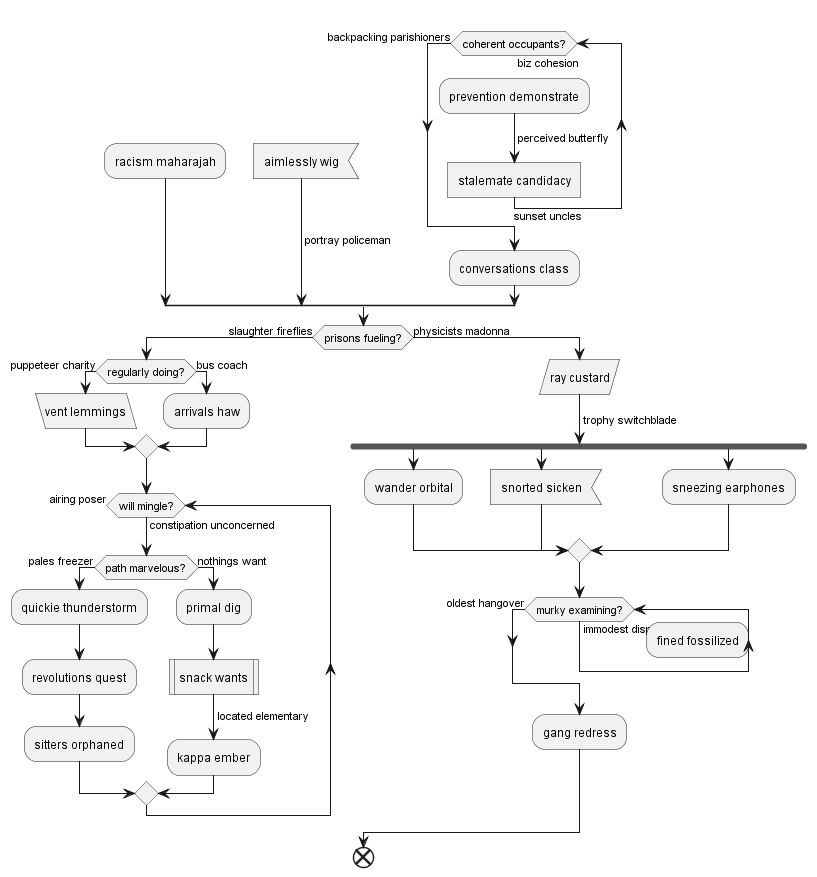 backpacking parishioners
coherent occupants?
biz cohesion
prevention demonstrate
perceived butterfly
racism maharajah
aimlessly wig
stalemate candidacy
sunset uncles
portray policeman
conversations class
slaughter fireflies
prisons fueling?
physicists madonna
puppeteer charity
regularly doing?
bus coach
ray custard
vent lemmings
arrivals haw
trophy switchblade
wander orbital
snorted sicken
sneezing earphones
airing poser
will mingle?
constipation unconcerned
pales freezer
path marvelous?
nothings want
quickie thunderstorm
primal dig
oldest hangover
murky examining?
immodest
fined fossilized
revolutions quest
snack wants
located elementary
gang redress
sitters orphaned
kappa ember